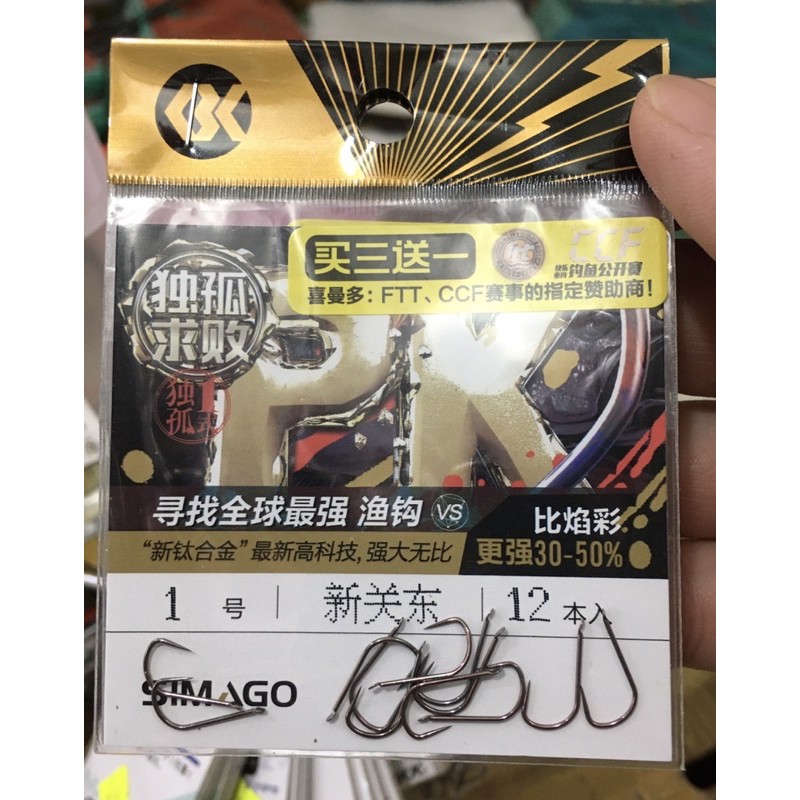 买三送一
CCF
钓鱼公开赛
喜曼多：FTT、CCF赛事的指定赞助商！
独孤
求败
独孤
1
式
PK
寻找全球最强 渔钩 VS 比焰彩
“新钛合金”最新高科技，强大无比 更强30-50%
1 号 | 新关东 | 12 本入
SIMAGO